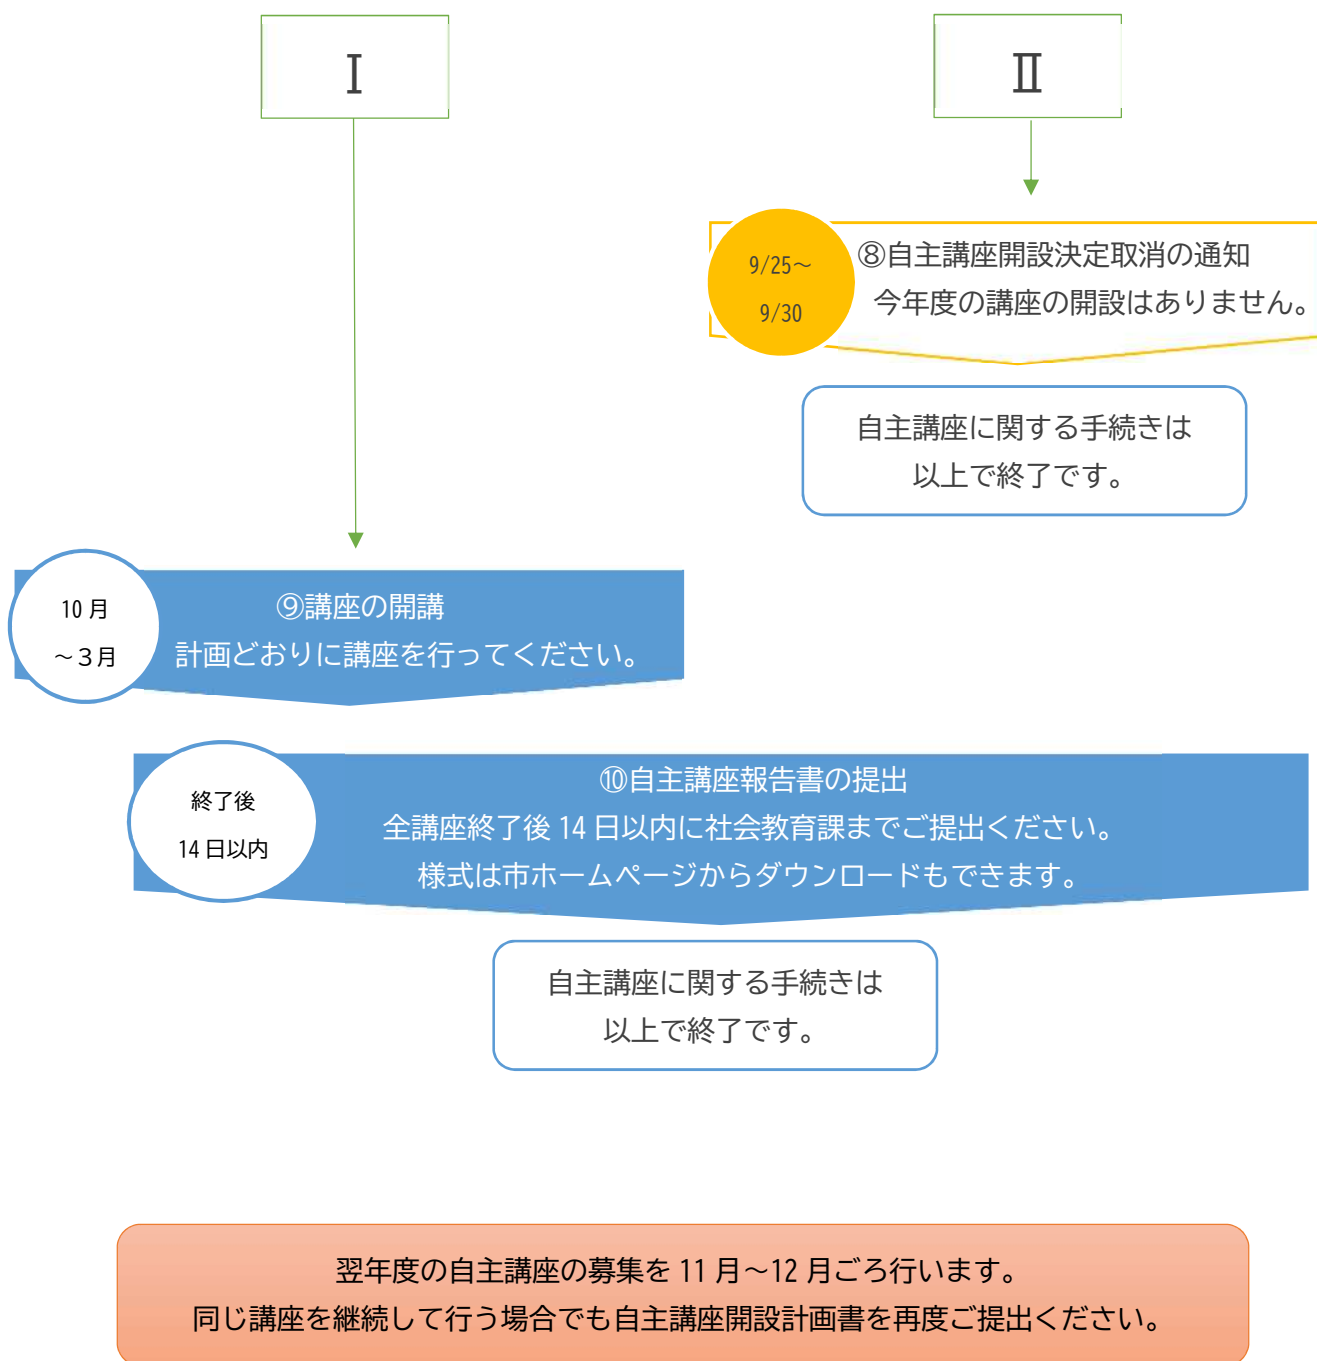 Ⅰ
Ⅱ
9/25～
9/30
⑧自主講座開設決定取消の通知
今年度の講座の開設はありません。
自主講座に関する手続きは
以上で終了です。
10月
～３月
⑨講座の開講
計画どおりに講座を行ってください。
終了後
14日以内
⑩自主講座報告書の提出
全講座終了後 14 日以内に社会教育課までご提出ください。
様式は市ホームページからダウンロードもできます。
自主講座に関する手続きは
以上で終了です。
翌年度の自主講座の募集を 11 月～12 月ごろ行います。
同じ講座を継続して行う場合でも自主講座開設計画書を再度ご提出ください。